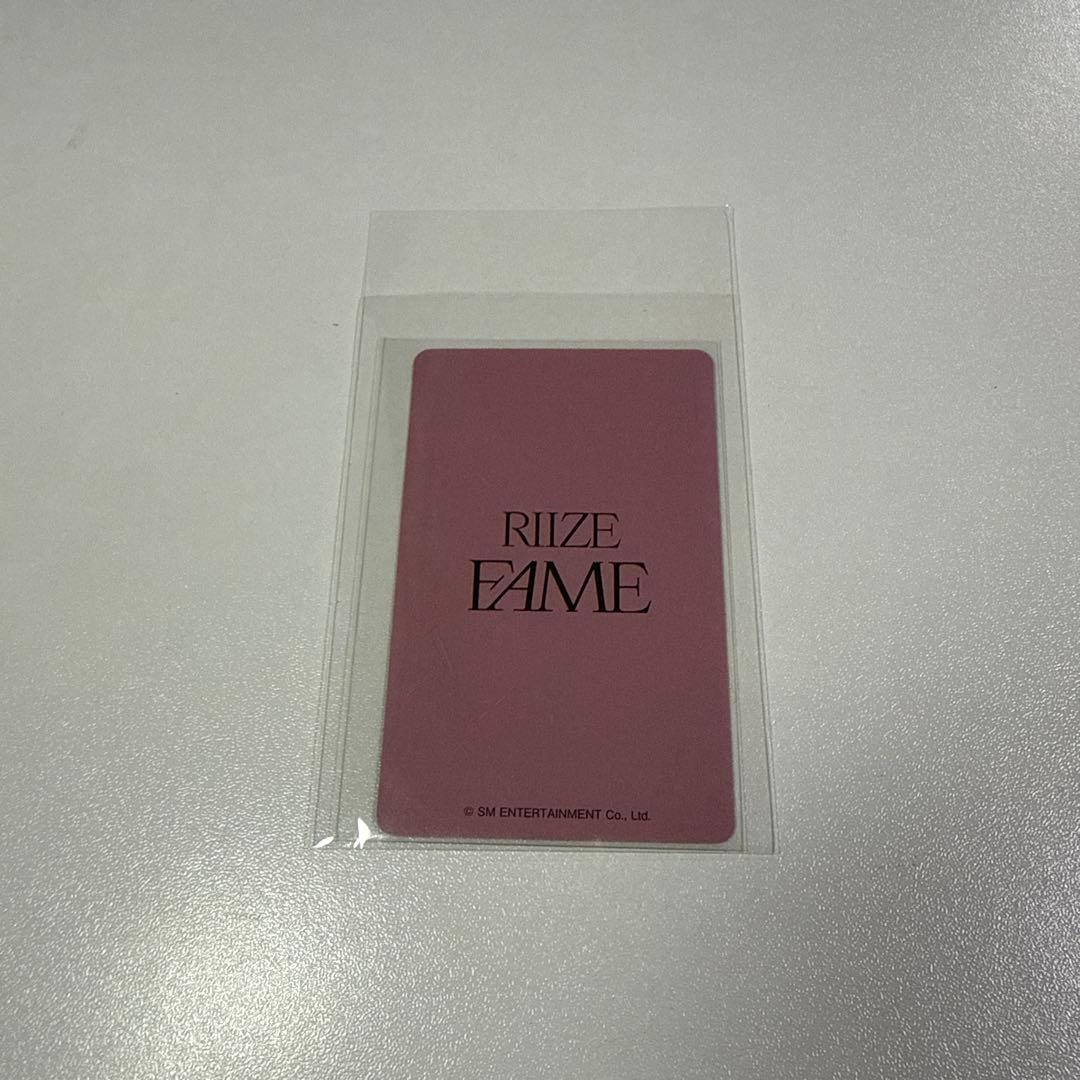 RIIZE
FAME
© SM ENTERTAINMENT Co., Ltd.